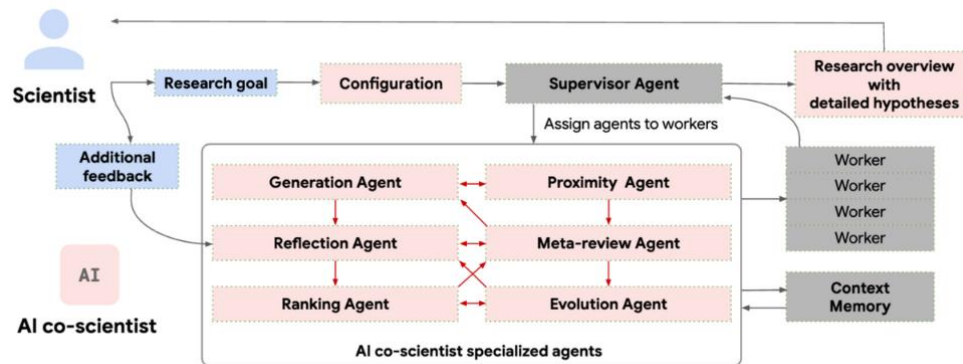 Scientist
Research goal
Configuration
Supervisor Agent
Research overview
with
detailed hypotheses
Assign agents to workers
Additional
feedback
Generation Agent
Proximity Agent
Reflection Agent
Meta-review Agent
Ranking Agent
Evolution Agent
AI co-scientist specialized agents
Worker
Worker
Worker
Worker
Context
Memory
AI
AI co-scientist